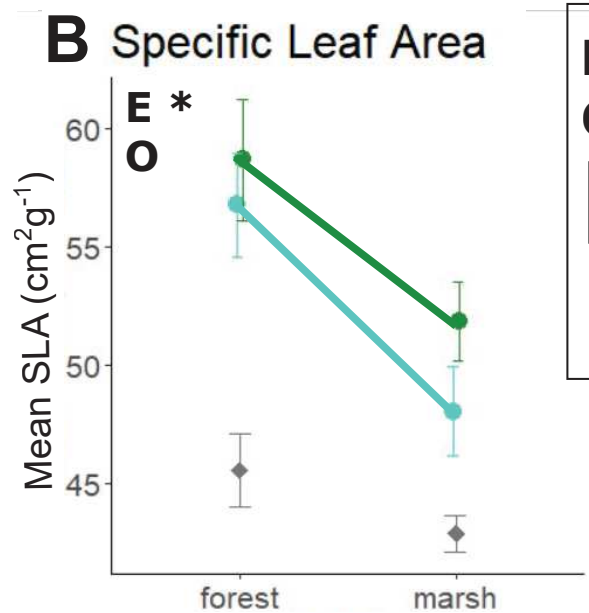 B Specific Leaf Area
E *
O
Mean SLA (cm²g⁻¹)
60
55
50
45
forest marsh